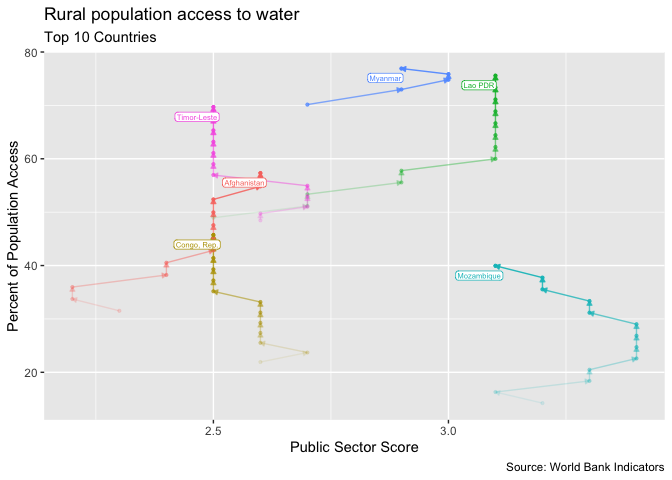 Rural population access to water
Top 10 Countries
80
60
40
20
Percent of Population Access
Myanmar
Lao PDR
Timor-Leste
Afghanistan
Congo, Rep.
Mozambique
2.5
3.0
Public Sector Score
Source: World Bank Indicators